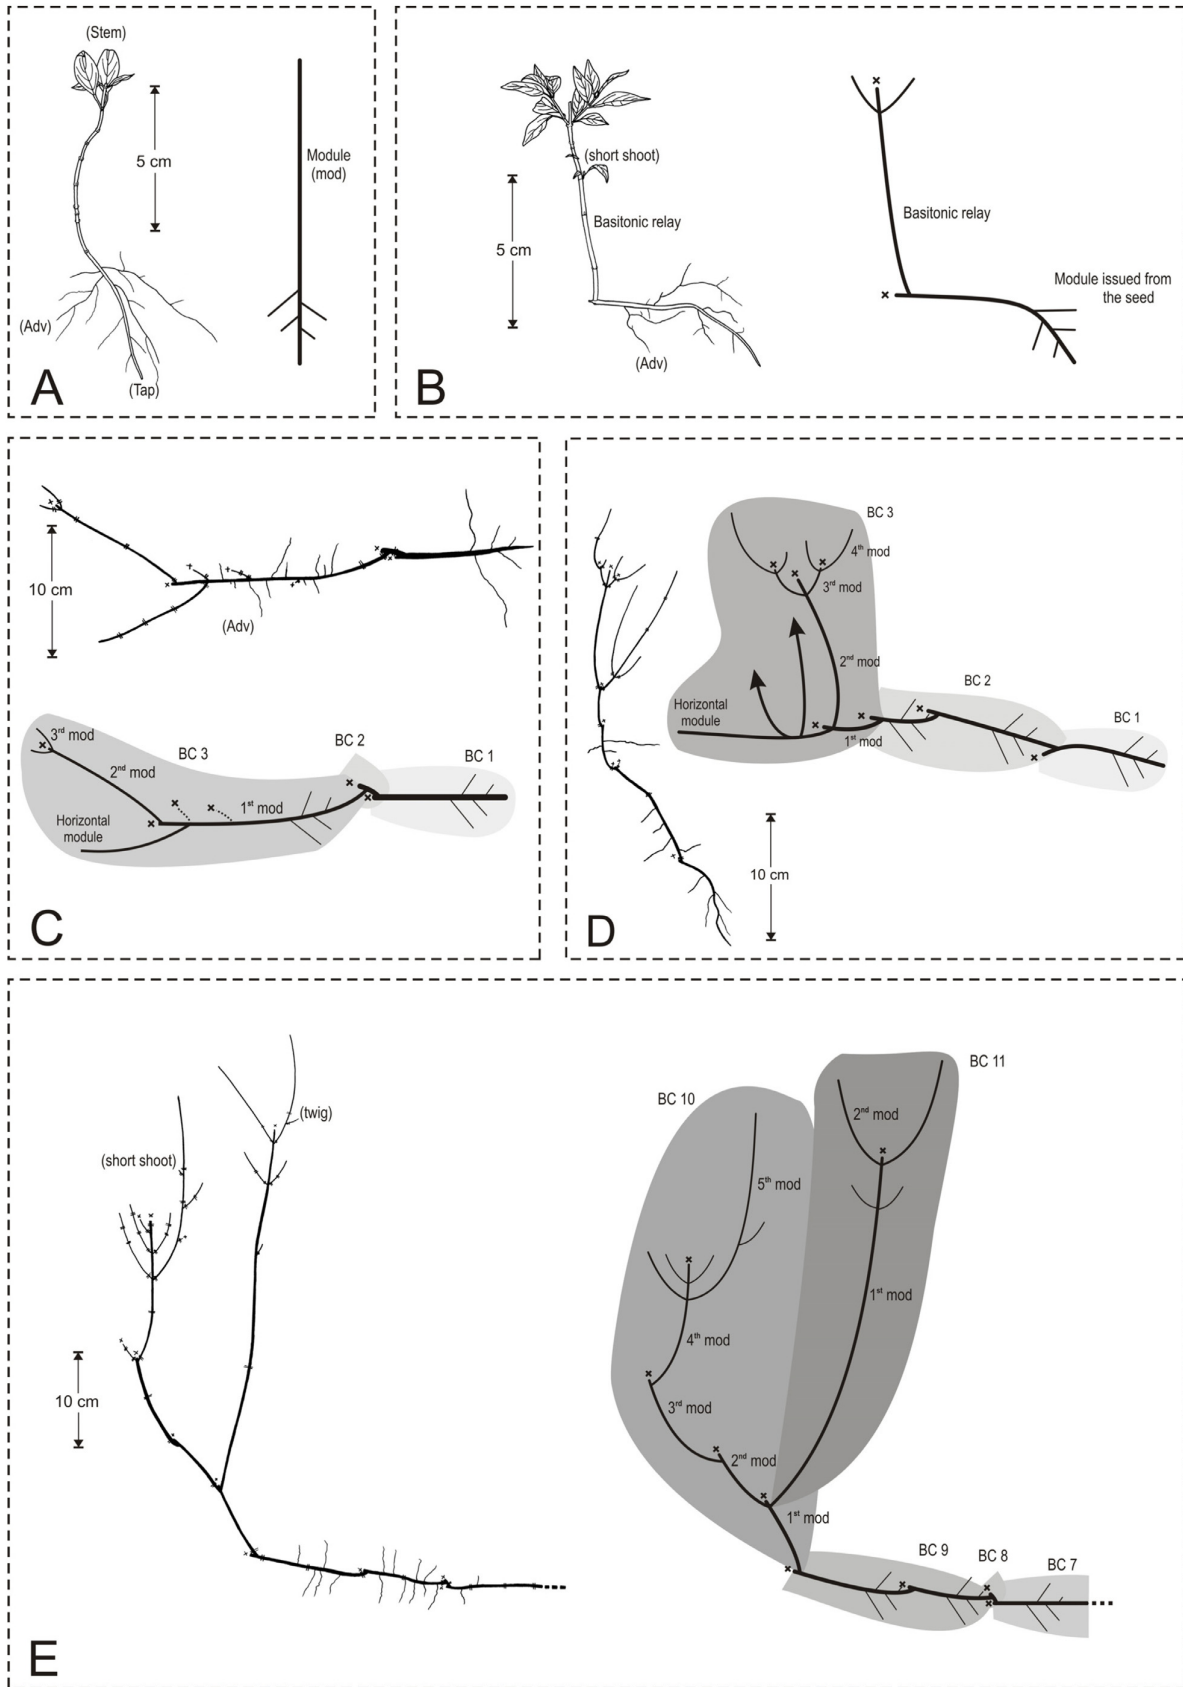 (Stem)
5 cm
Module
(mod)
(Adv)
(Tap)
A
(short shoot)
Basitonic relay
5 cm
(Adv)
Basitonic relay
Module issued from
the seed
B
10 cm
(Adv)
3rd mod
2nd mod
BC 3
1st mod
BC 2
BC 1
Horizontal
module
C
BC 3
4th mod
3rd mod
2nd mod
Horizontal
module
1st mod
BC 2
BC 1
10 cm
D
(twig)
(short shoot)
10 cm
BC 10
BC 11
2nd mod
5th mod
1st mod
4th mod
3rd mod
2nd mod
1st mod
BC 9
BC 8
BC 7
E